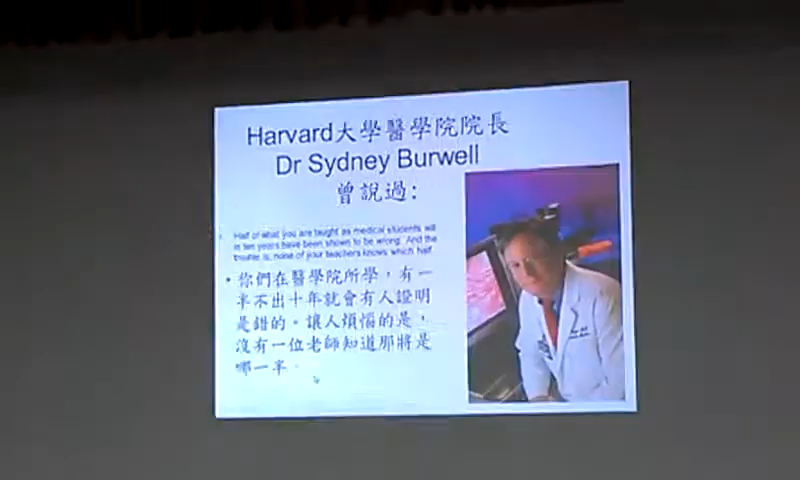 Harvard大學醫學院院長
Dr Sydney Burwell
曾說過:
Half of what you are taught as medical students will
in ten years have been shown to be wrong. And the
trouble is, none of your teachers knows which half.
• 你們在醫學院所學，有一
半不出十年就會有人證明
是錯的。讓人煩惱的是，
沒有一位老師知道那將是
哪一半。